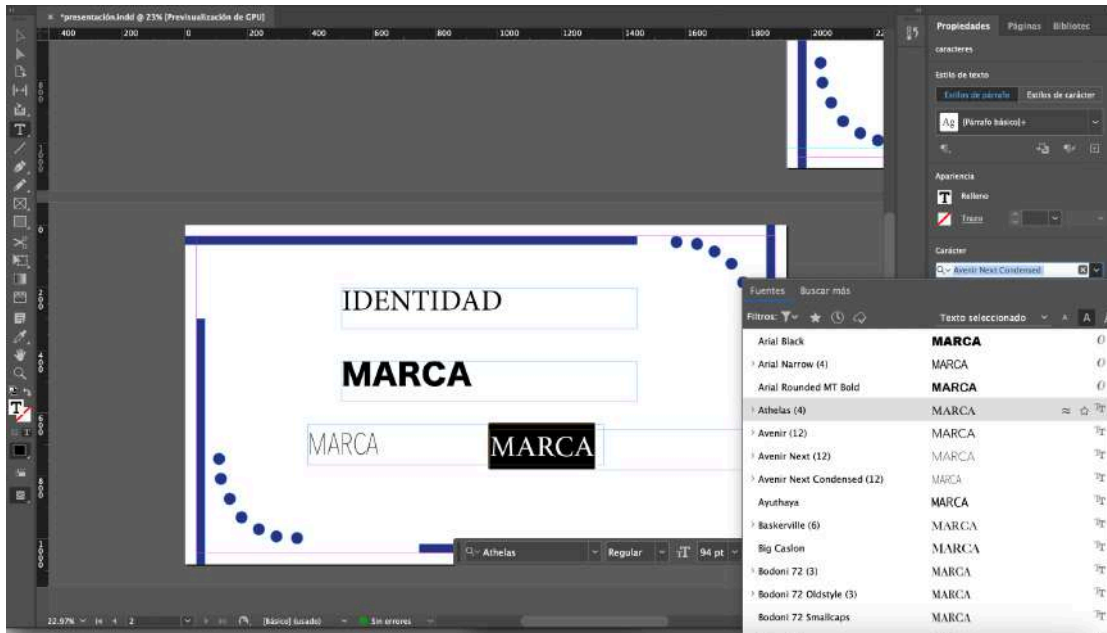 *presentación.indd @ 23% [Previsualización de GPU]
400 200 0 200 400 600 800 1000 1200 1400 1600 1800 2000
Propiedades Páginas Bibliotec
caracteres
Estilo de texto
Estilos de párrafo Estilos de carácter
Ag [Párrafo básico]+
Apariencia
T Relleno
Trazo
Carácter
Avenir Next Condensed
IDENTIDAD
MARCA
MARCA MARCA
Fuentes Buscar más
Filtros: Texto seleccionado A A
Arial Black MARCA
Arial Narrow (4) MARCA
Arial Rounded MT Bold MARCA
Athelas (4) MARCA
Avenir (12) MARCA
Avenir Next (12) MARCA
Avenir Next Condensed (12) MARCA
Ayuthaya MARCA
Baskerville (6) MARCA
Big Caslon MARCA
Bodoni 72 (3) MARCA
Bodoni 72 Oldstyle (3) MARCA
Bodoni 72 Smallcaps MARCA
Athelas Regular 94 pt
22.97% 2 [Básico] (usado) Sin errores